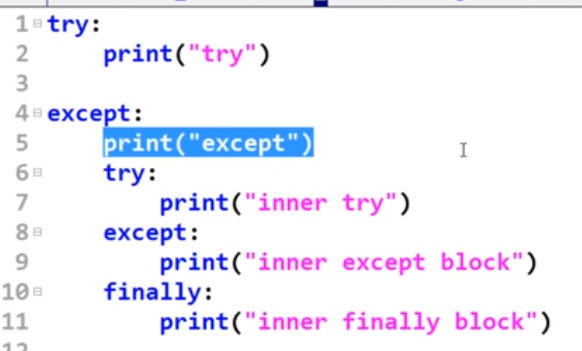 1 try:
2     print("try")
3
4 except:
5     print("except")
6     try:
7         print("inner try")
8     except:
9         print("inner except block")
10     finally:
11         print("inner finally block")
12